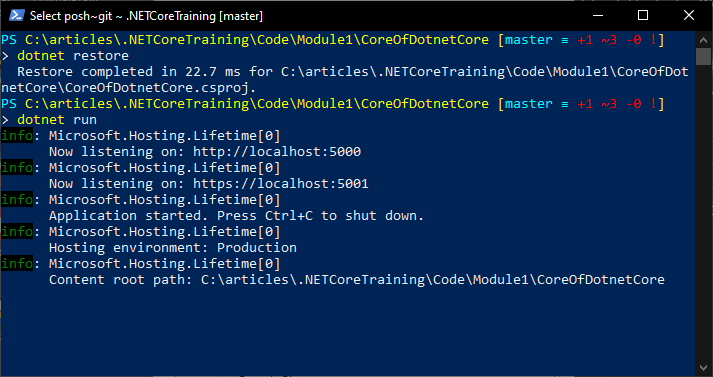 Select posh~git ~ .NETCoreTraining [master]
PS C:\articles\.NETCoreTraining\Code\Module1\CoreOfDotnetCore [master ≡ +1 ~3 -0 !]
> dotnet restore
  Restore completed in 22.7 ms for C:\articles\.NETCoreTraining\Code\Module1\CoreOfDot
netCore\CoreOfDotnetCore.csproj.
PS C:\articles\.NETCoreTraining\Code\Module1\CoreOfDotnetCore [master ≡ +1 ~3 -0 !]
> dotnet run
info: Microsoft.Hosting.Lifetime[0]
      Now listening on: http://localhost:5000
info: Microsoft.Hosting.Lifetime[0]
      Now listening on: https://localhost:5001
info: Microsoft.Hosting.Lifetime[0]
      Application started. Press Ctrl+C to shut down.
info: Microsoft.Hosting.Lifetime[0]
      Hosting environment: Production
info: Microsoft.Hosting.Lifetime[0]
      Content root path: C:\articles\.NETCoreTraining\Code\Module1\CoreOfDotnetCore